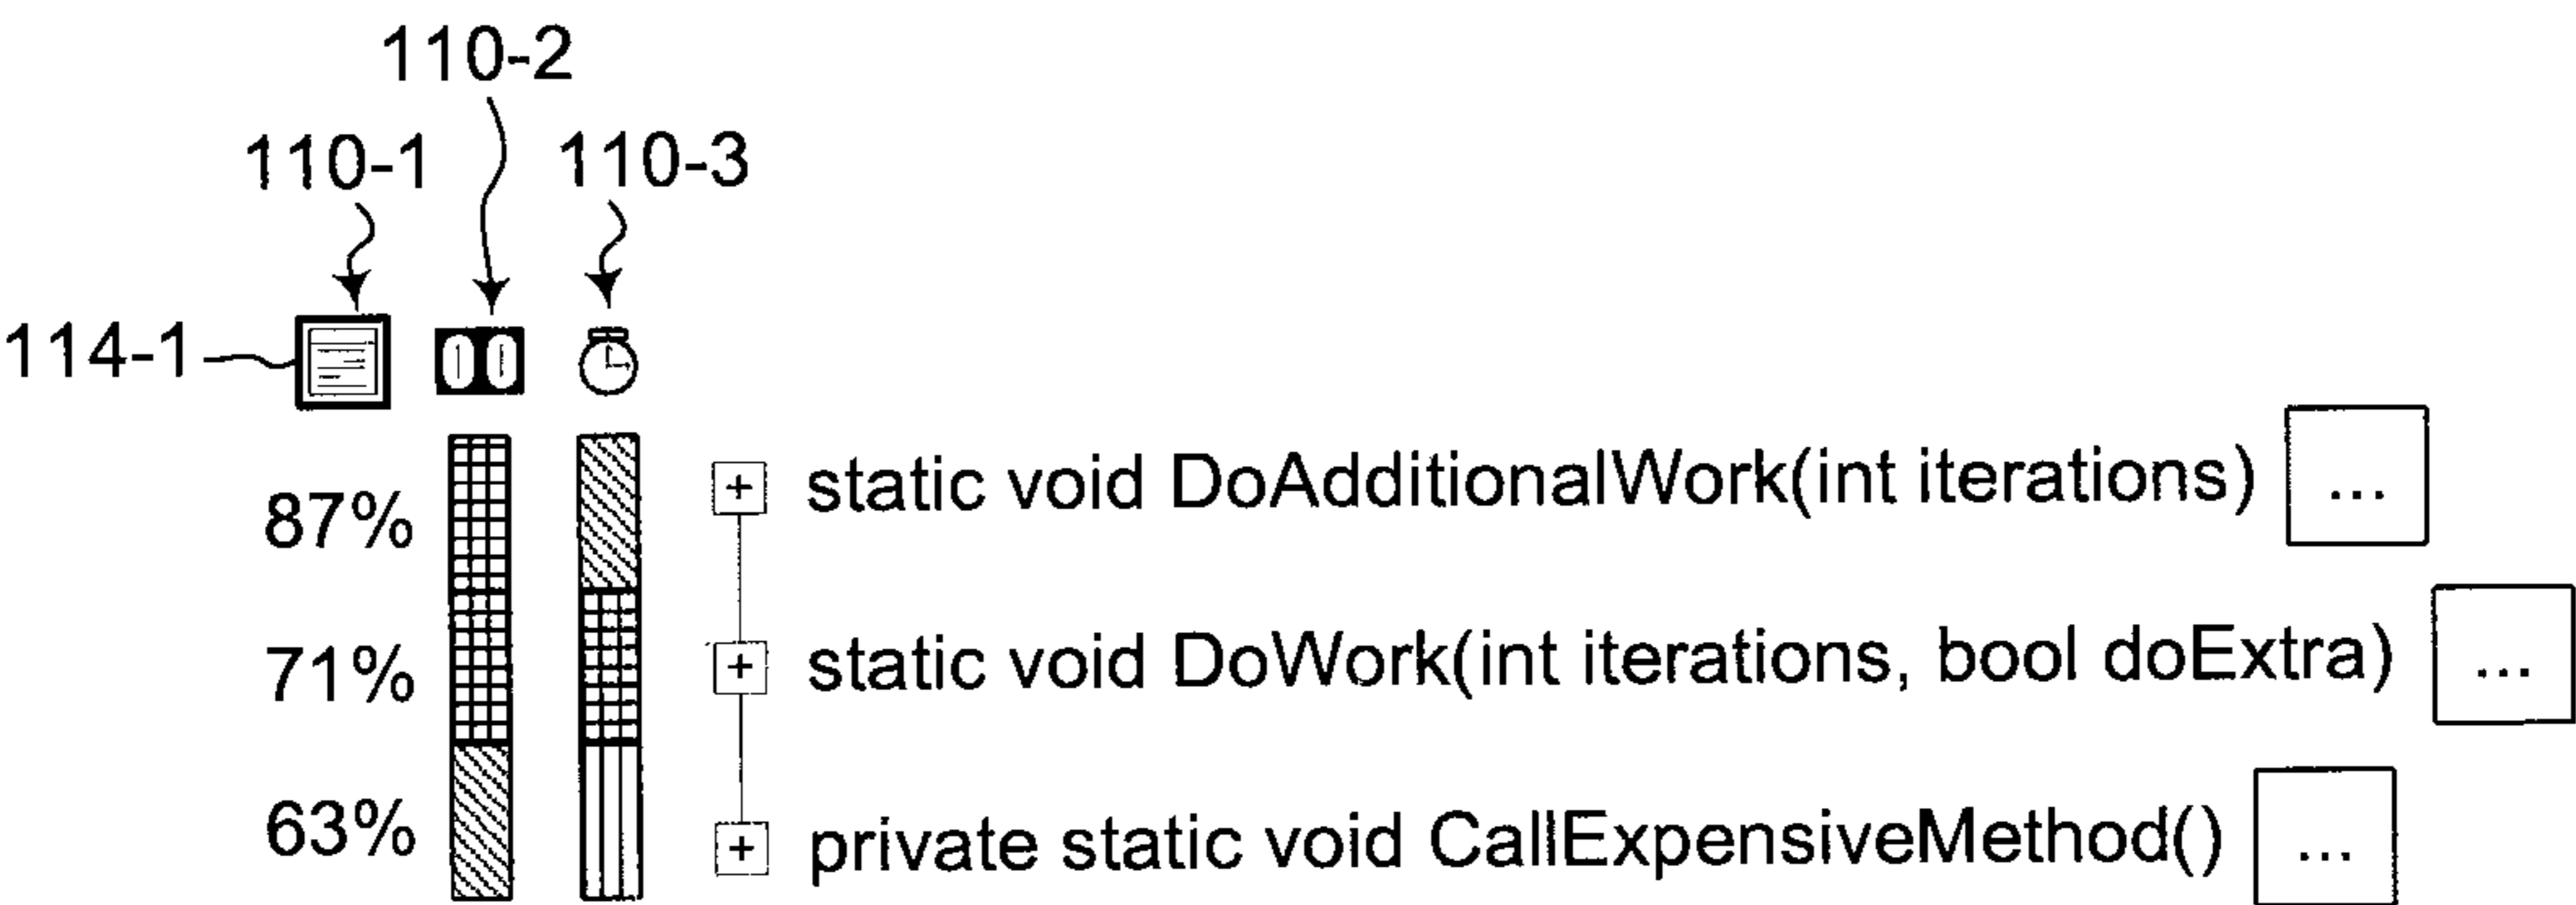 110-2
110-1 110-3
114-1
87% + static void DoAdditionalWork(int iterations) ...
71% + static void DoWork(int iterations, bool doExtra) ...
63% + private static void CallExpensiveMethod() ...